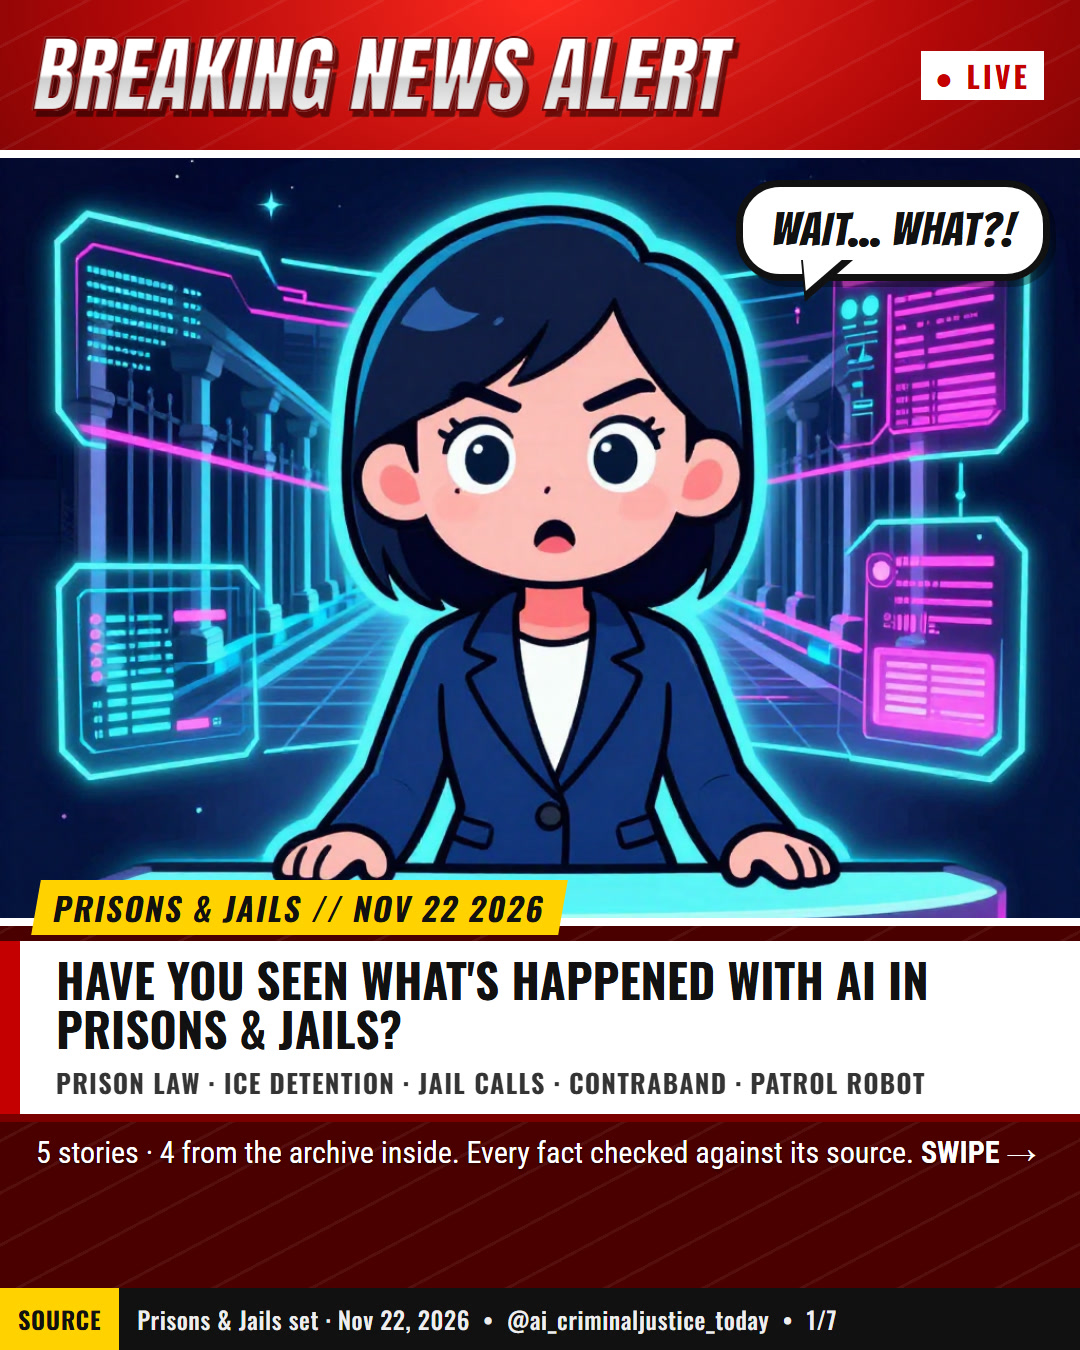 BREAKING NEWS ALERT
● LIVE
WAIT... WHAT?!
PRISONS & JAILS // NOV 22 2026
HAVE YOU SEEN WHAT'S HAPPENED WITH AI IN
PRISONS & JAILS?
PRISON LAW · ICE DETENTION · JAIL CALLS · CONTRABAND · PATROL ROBOT
5 stories · 4 from the archive inside. Every fact checked against its source. SWIPE →
SOURCE
Prisons & Jails set · Nov 22, 2026 • @ai_criminaljustice_today • 1/7